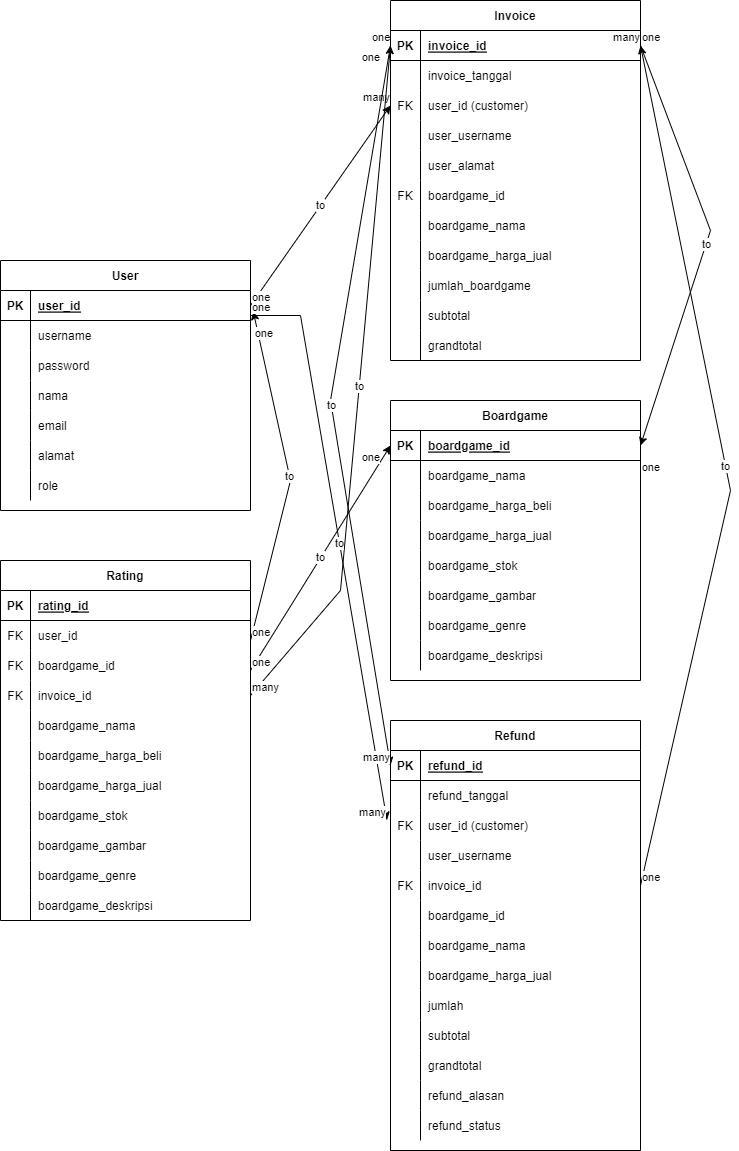 Invoice
PK invoice_id
invoice_tanggal
FK user_id (customer)
user_username
user_alamat
FK boardgame_id
boardgame_nama
boardgame_harga_jual
jumlah_boardgame
subtotal
grandtotal
one
one
many
many one
to
to
User
PK user_id
username
password
nama
email
alamat
role
one
one
one
to
to
to
to
Boardgame
PK boardgame_id
boardgame_nama
boardgame_harga_beli
boardgame_harga_jual
boardgame_stok
boardgame_gambar
boardgame_genre
boardgame_deskripsi
one
one
to
to
to
Rating
PK rating_id
FK user_id
FK boardgame_id
FK invoice_id
boardgame_nama
boardgame_harga_beli
boardgame_harga_jual
boardgame_stok
boardgame_gambar
boardgame_genre
boardgame_deskripsi
one
one
many
Refund
PK refund_id
refund_tanggal
FK user_id (customer)
user_username
FK invoice_id
boardgame_id
boardgame_nama
boardgame_harga_jual
jumlah
subtotal
grandtotal
refund_alasan
refund_status
many
many
one